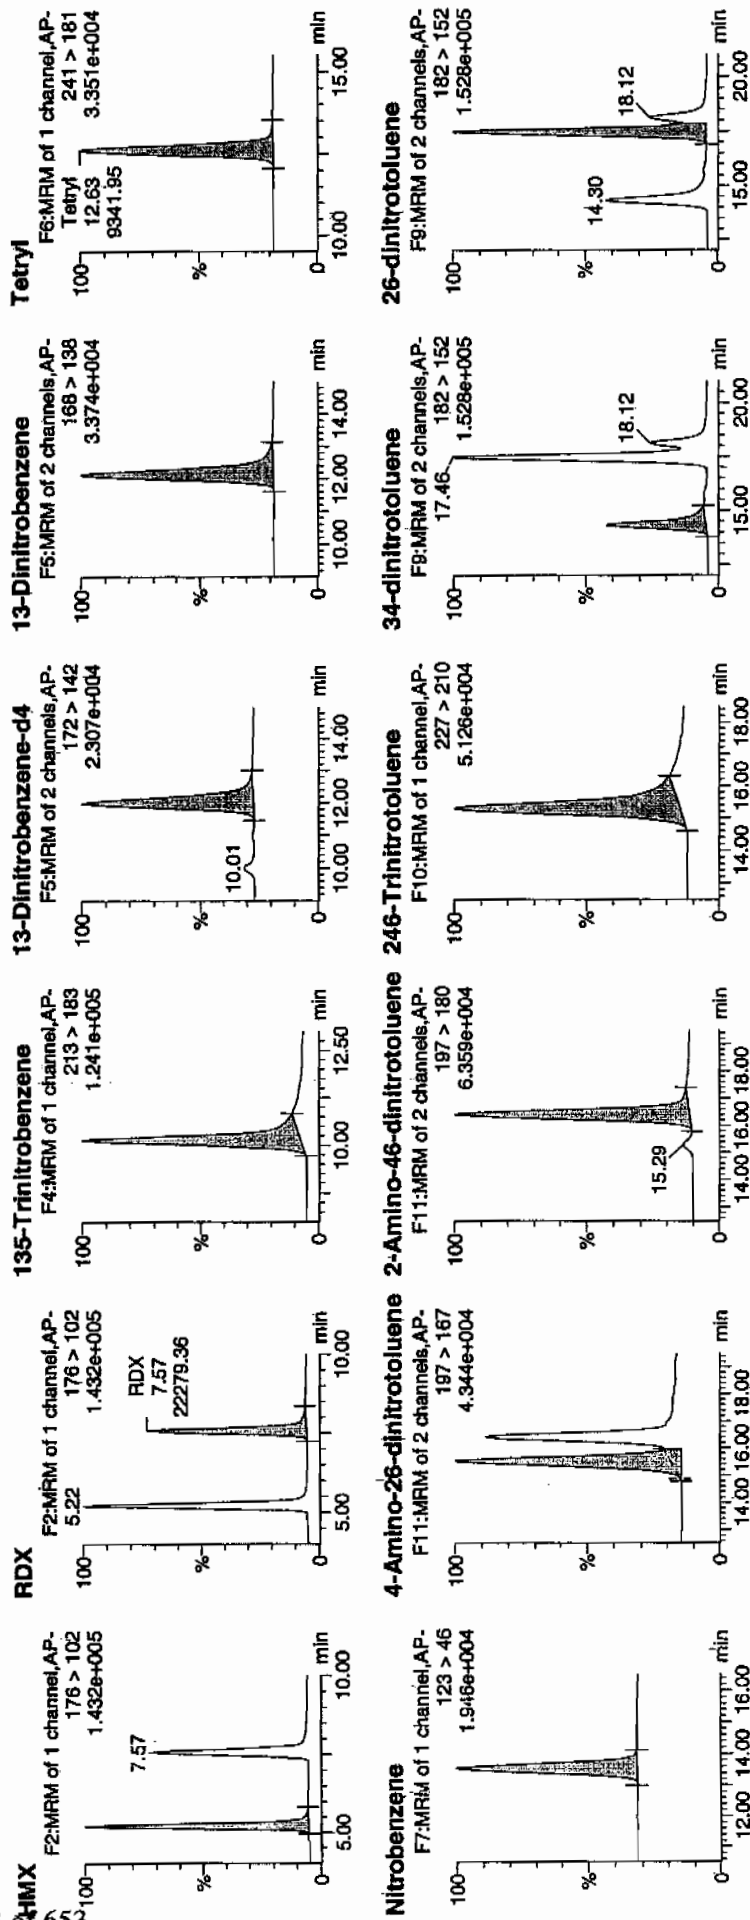 HMX
F2:MRM of 1 channel,AP-
176 > 102
1.432e+005
100
7.57
%
0
5.00
10.00
min
RDX
F2:MRM of 1 channel,AP-
176 > 102
1.432e+005
100
5.22
RDX
7.57
22279.36
%
0
5.00
10.00
min
135-Trinitrobenzene
F4:MRM of 1 channel,AP-
213 > 183
1.241e+005
100
%
0
10.00
12.50
min
13-Dinitrobenzene-d4
F5:MRM of 2 channels,AP-
172 > 142
2.307e+004
100
10.01
%
0
10.00
12.00
14.00
min
13-Dinitrobenzene
F5:MRM of 2 channels,AP-
168 > 138
3.374e+004
100
%
0
10.00
12.00
14.00
min
Tetryl
F6:MRM of 1 channel,AP-
241 > 181
3.351e+004
100
Tetryl
12.63
9341.95
%
0
10.00
15.00
min
Nitrobenzene
F7:MRM of 1 channel,AP-
123 > 46
1.946e+004
100
%
0
12.00
14.00
16.00
min
4-Amino-26-dinitrotoluene
F11:MRM of 2 channels,AP-
197 > 167
4.344e+004
100
%
0
14.00
16.00
18.00
min
2-Amino-46-dinitrotoluene
F11:MRM of 2 channels,AP-
197 > 180
6.359e+004
100
15.29
%
0
14.00
16.00
18.00
min
246-Trinitrotoluene
F10:MRM of 1 channel,AP-
227 > 210
5.126e+004
100
%
0
14.00
16.00
18.00
min
34-dinitrotoluene
F9:MRM of 2 channels,AP-
182 > 152
1.528e+005
100
17.46
18.12
%
0
15.00
20.00
min
26-dinitrotoluene
F9:MRM of 2 channels,AP-
182 > 152
1.528e+005
100
14.30
18.12
%
0
15.00
20.00
min